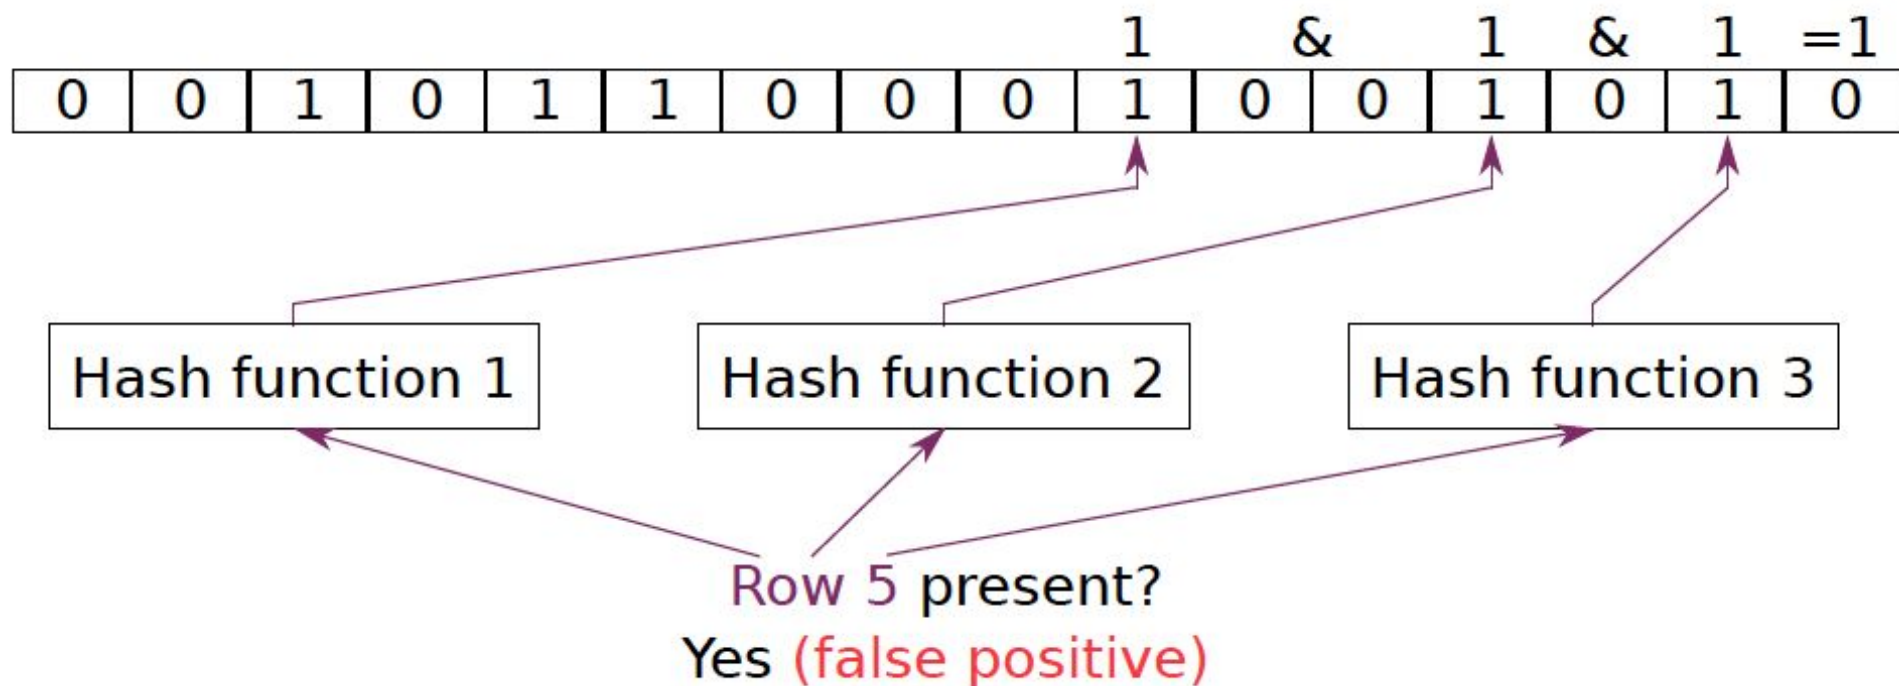 1 & 1 & 1 =1
0 0 1 0 1 1 0 0 0 1 0 0 1 0 1 0
Hash function 1 Hash function 2 Hash function 3
Row 5 present?
Yes (false positive)